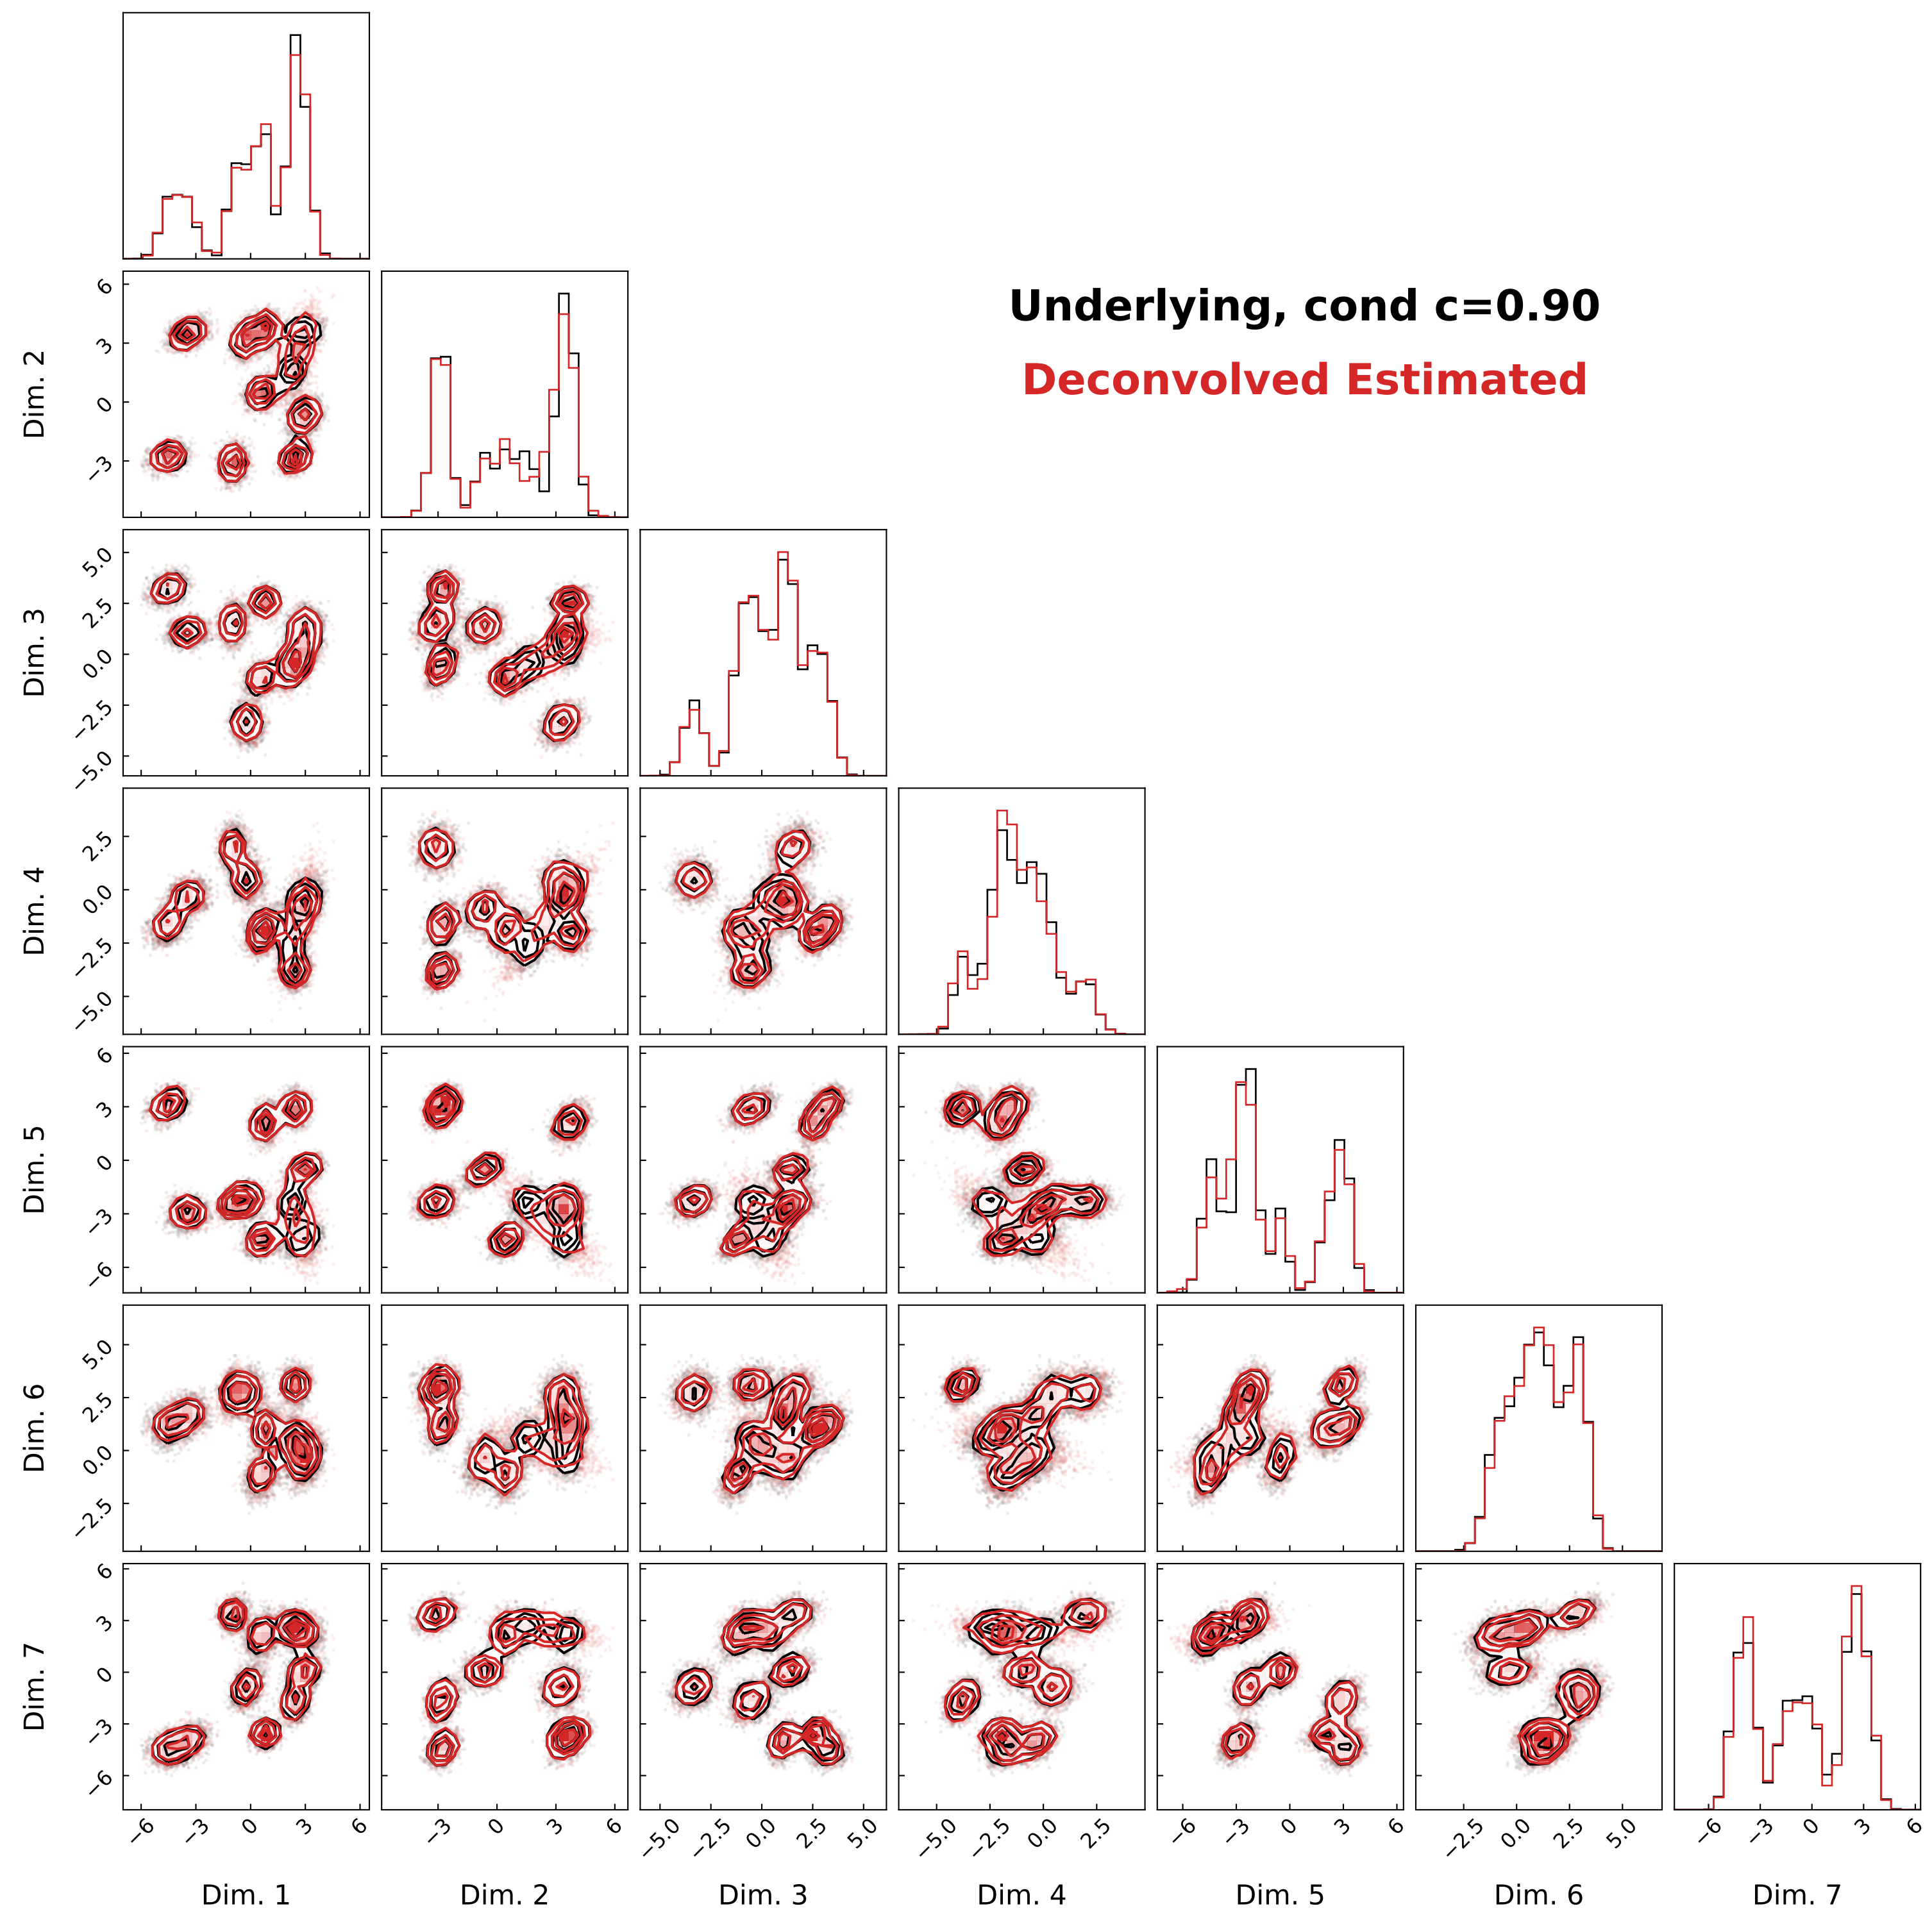 Underlying, cond c=0.90
Deconvolved Estimated
6
3
0
−3
Dim. 2
5.0
2.5
0.0
−2.5
−5.0
Dim. 3
2.5
0.0
−2.5
−5.0
Dim. 4
6
3
0
−3
−6
Dim. 5
5.0
2.5
0.0
−2.5
Dim. 6
6
3
0
−3
−6
Dim. 7
−6 −3 0 3 6 −3 0 3 6 −5.0 −2.5 0.0 2.5 5.0 −5.0 −2.5 0.0 2.5 −6 −3 0 3 6 −2.5 0.0 2.5 5.0 −6 −3 0 3 6
Dim. 1 Dim. 2 Dim. 3 Dim. 4 Dim. 5 Dim. 6 Dim. 7